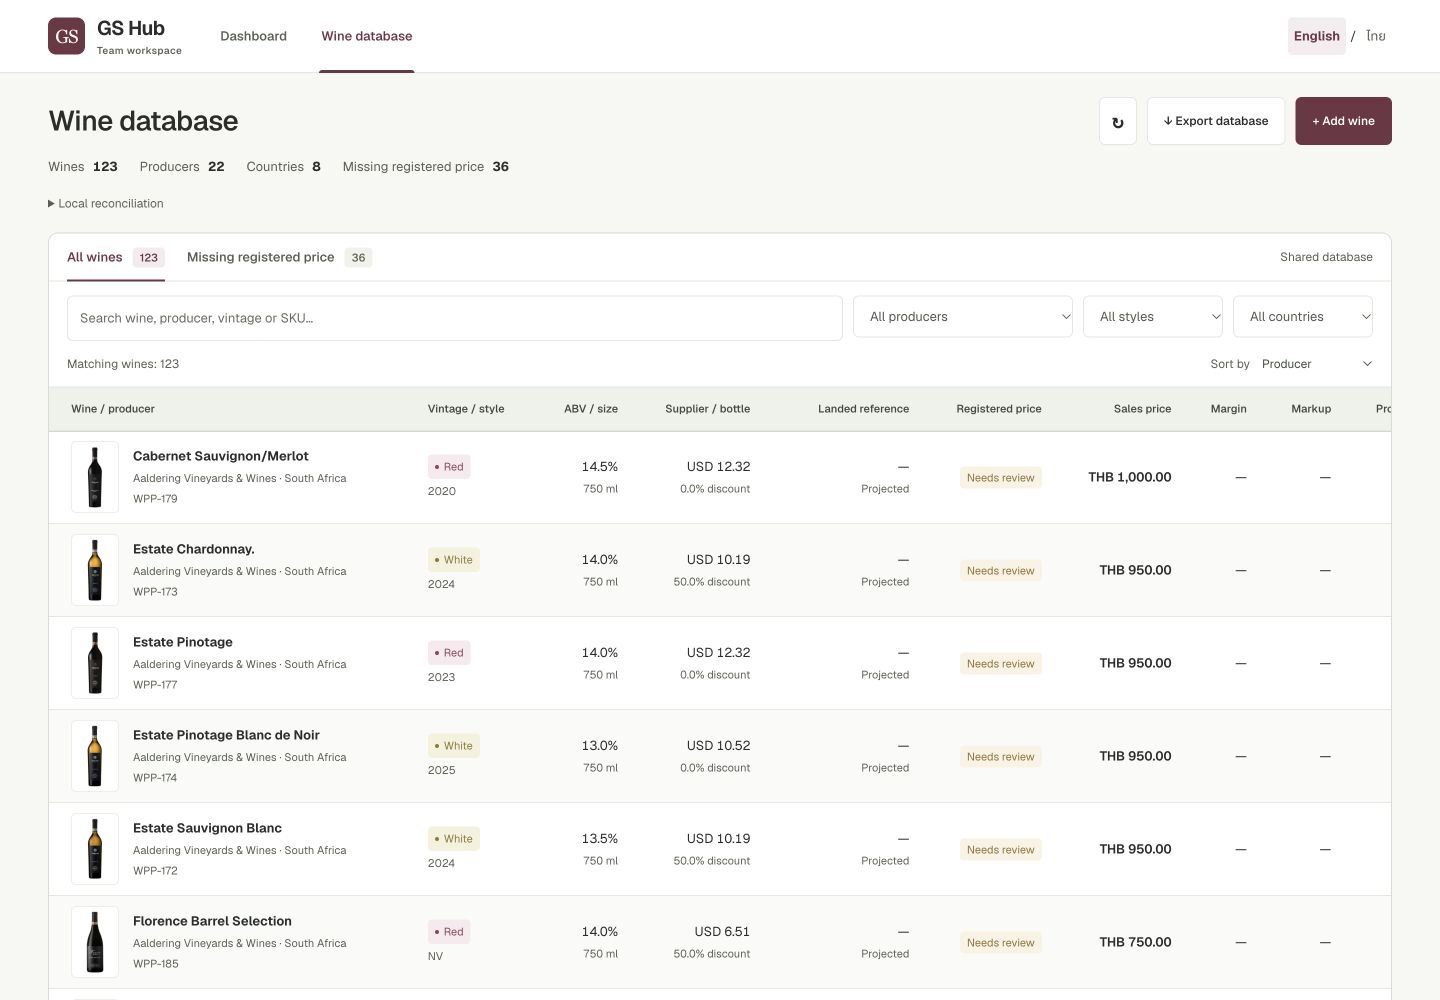 GS
GS Hub
Team workspace
Dashboard
Wine database
English / ไทย
Wine database
↻
↓ Export database
+ Add wine
Wines 123 Producers 22 Countries 8 Missing registered price 36
▶ Local reconciliation
All wines 123
Missing registered price 36
Shared database
Search wine, producer, vintage or SKU...
All producers
All styles
All countries
Matching wines: 123
Sort by Producer
Wine / producer Vintage / style ABV / size Supplier / bottle Landed reference Registered price Sales price Margin Markup Pro
Cabernet Sauvignon/Merlot
Aaldering Vineyards & Wines · South Africa
WPP-179
• Red
2020
14.5%
750 ml
USD 12.32
0.0% discount
—
Projected
Needs review
THB 1,000.00
—
—
Estate Chardonnay.
Aaldering Vineyards & Wines · South Africa
WPP-173
• White
2024
14.0%
750 ml
USD 10.19
50.0% discount
—
Projected
Needs review
THB 950.00
—
—
Estate Pinotage
Aaldering Vineyards & Wines · South Africa
WPP-177
• Red
2023
14.0%
750 ml
USD 12.32
0.0% discount
—
Projected
Needs review
THB 950.00
—
—
Estate Pinotage Blanc de Noir
Aaldering Vineyards & Wines · South Africa
WPP-174
• White
2025
13.0%
750 ml
USD 10.52
0.0% discount
—
Projected
Needs review
THB 950.00
—
—
Estate Sauvignon Blanc
Aaldering Vineyards & Wines · South Africa
WPP-172
• White
2024
13.5%
750 ml
USD 10.19
50.0% discount
—
Projected
Needs review
THB 950.00
—
—
Florence Barrel Selection
Aaldering Vineyards & Wines · South Africa
WPP-185
• Red
NV
14.0%
750 ml
USD 6.51
50.0% discount
—
Projected
Needs review
THB 750.00
—
—